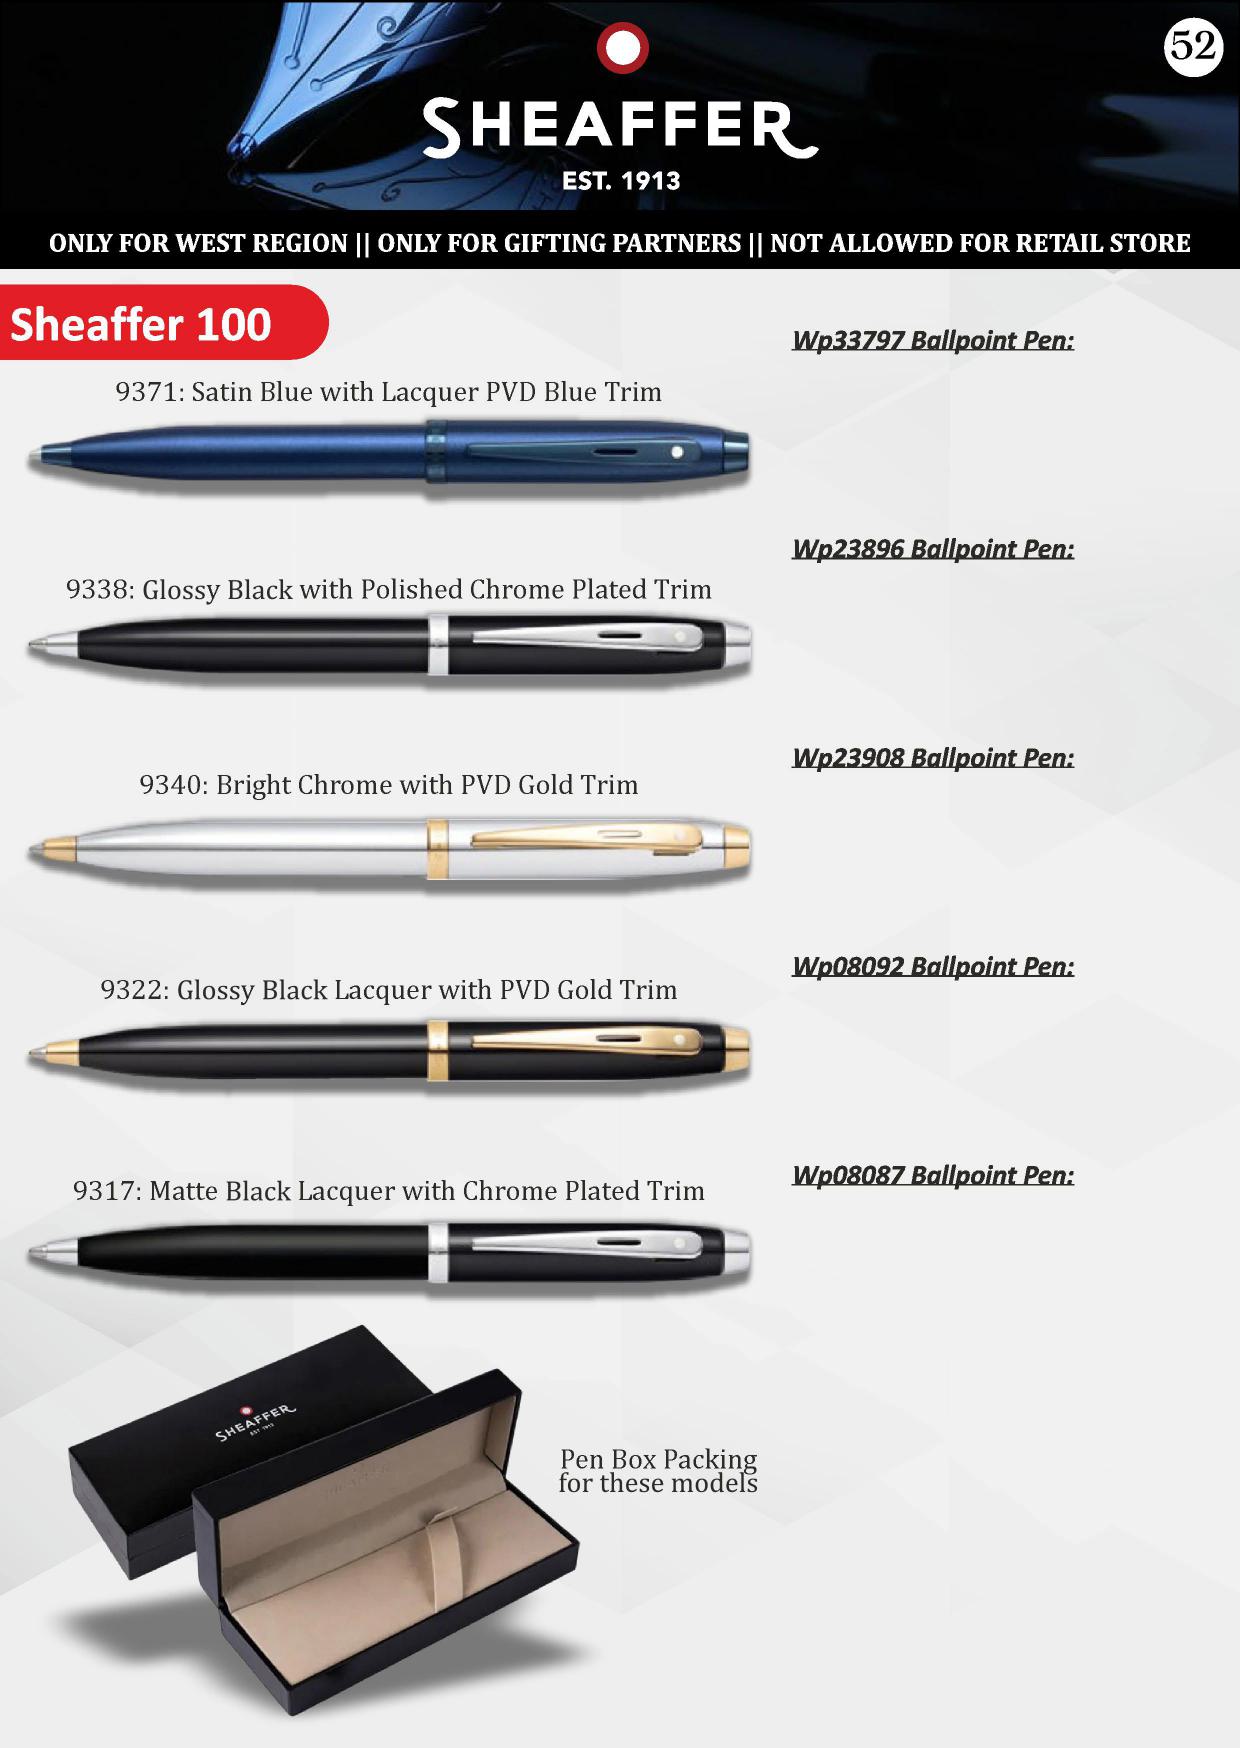 52
SHEAFFER
EST. 1913
ONLY FOR WEST REGION || ONLY FOR GIFTING PARTNERS || NOT ALLOWED FOR RETAIL STORE
Sheaffer 100
Wp33797 Ballpoint Pen:
9371: Satin Blue with Lacquer PVD Blue Trim
Wp23896 Ballpoint Pen:
9338: Glossy Black with Polished Chrome Plated Trim
Wp23908 Ballpoint Pen:
9340: Bright Chrome with PVD Gold Trim
Wp08092 Ballpoint Pen:
9322: Glossy Black Lacquer with PVD Gold Trim
Wp08087 Ballpoint Pen:
9317: Matte Black Lacquer with Chrome Plated Trim
SHEAFFER
EST 1913
Pen Box Packing
for these models